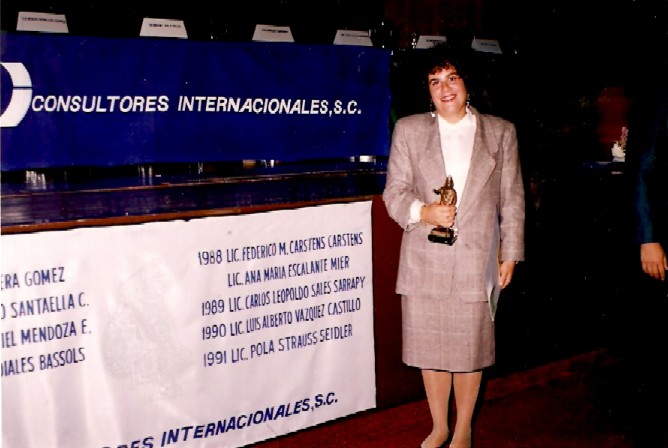 CONSULTORES INTERNACIONALES, S.C.
ERA GOMEZ
O SANTAELLA C.
IEL MENDOZA E.
DIALES BASSOLS
1988 LIC. FEDERICO M. CARSTENS CARSTENS
LIC. ANA MARIA ESCALANTE MIER
1989 LIC. CARLOS LEOPOLDO SALES SARRAPY
1990 LIC. LUIS ALBERTO VAZQUEZ CASTILLO
1991 LIC. POLA STRAUSS SEIDLER
ORES INTERNACIONALES, S.C.